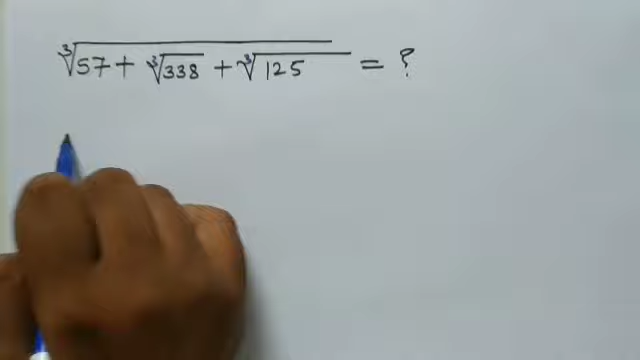 ∛(57 + ∛338 + ∛125) = ?